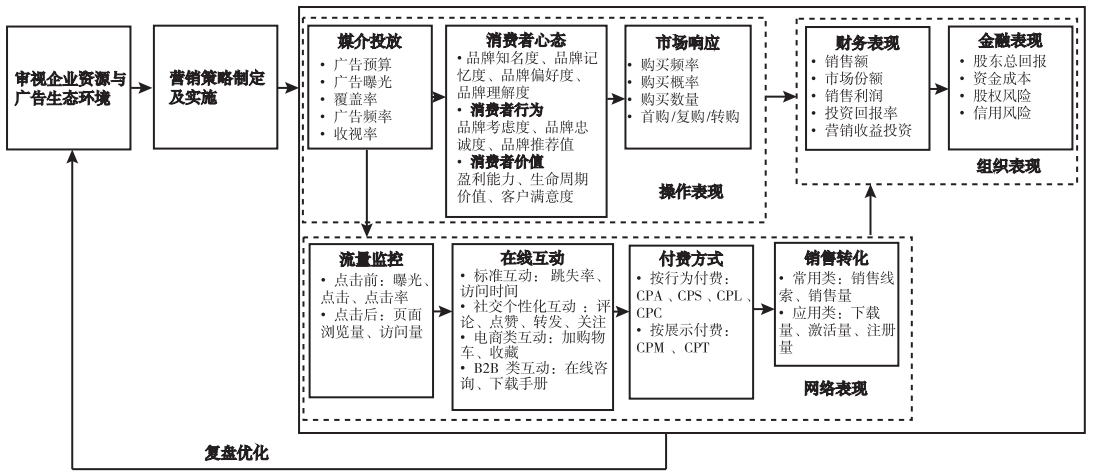 审视企业资源与
广告生态环境
营销策略制定
及实施
媒介投放
• 广告预算
• 广告曝光
• 覆盖率
• 广告频率
• 收视率
消费者心态
• 品牌知名度、品牌记
忆度、品牌偏好度、
品牌理解度
• 消费者行为
品牌考虑度、品牌忠
诚度、品牌推荐值
• 消费者价值
盈利能力、生命周期
价值、客户满意度
市场响应
• 购买频率
• 购买概率
• 购买数量
• 首购/复购/转购
操作表现
财务表现
• 销售额
• 市场份额
• 销售利润
• 投资回报率
• 营销收益投资
金融表现
• 股东总回报
• 资金成本
• 股权风险
• 信用风险
组织表现
流量监控
• 点击前：曝光、
点击、点击率
• 点击后：页面
浏览量、访问量
在线互动
• 标准互动：跳失率、
访问时间
• 社交个性化互动：评
论、点赞、转发、关注
• 电商类互动：加购物
车、收藏
• B2B 类互动：在线咨
询、下载手册
付费方式
• 按行为付费：
CPA、CPS、CPL、
CPC
• 按展示付费：
CPM、CPT
销售转化
• 常用类：销售线
索、销售量
• 应用类：下载
量、激活量、注册
量
网络表现
复盘优化